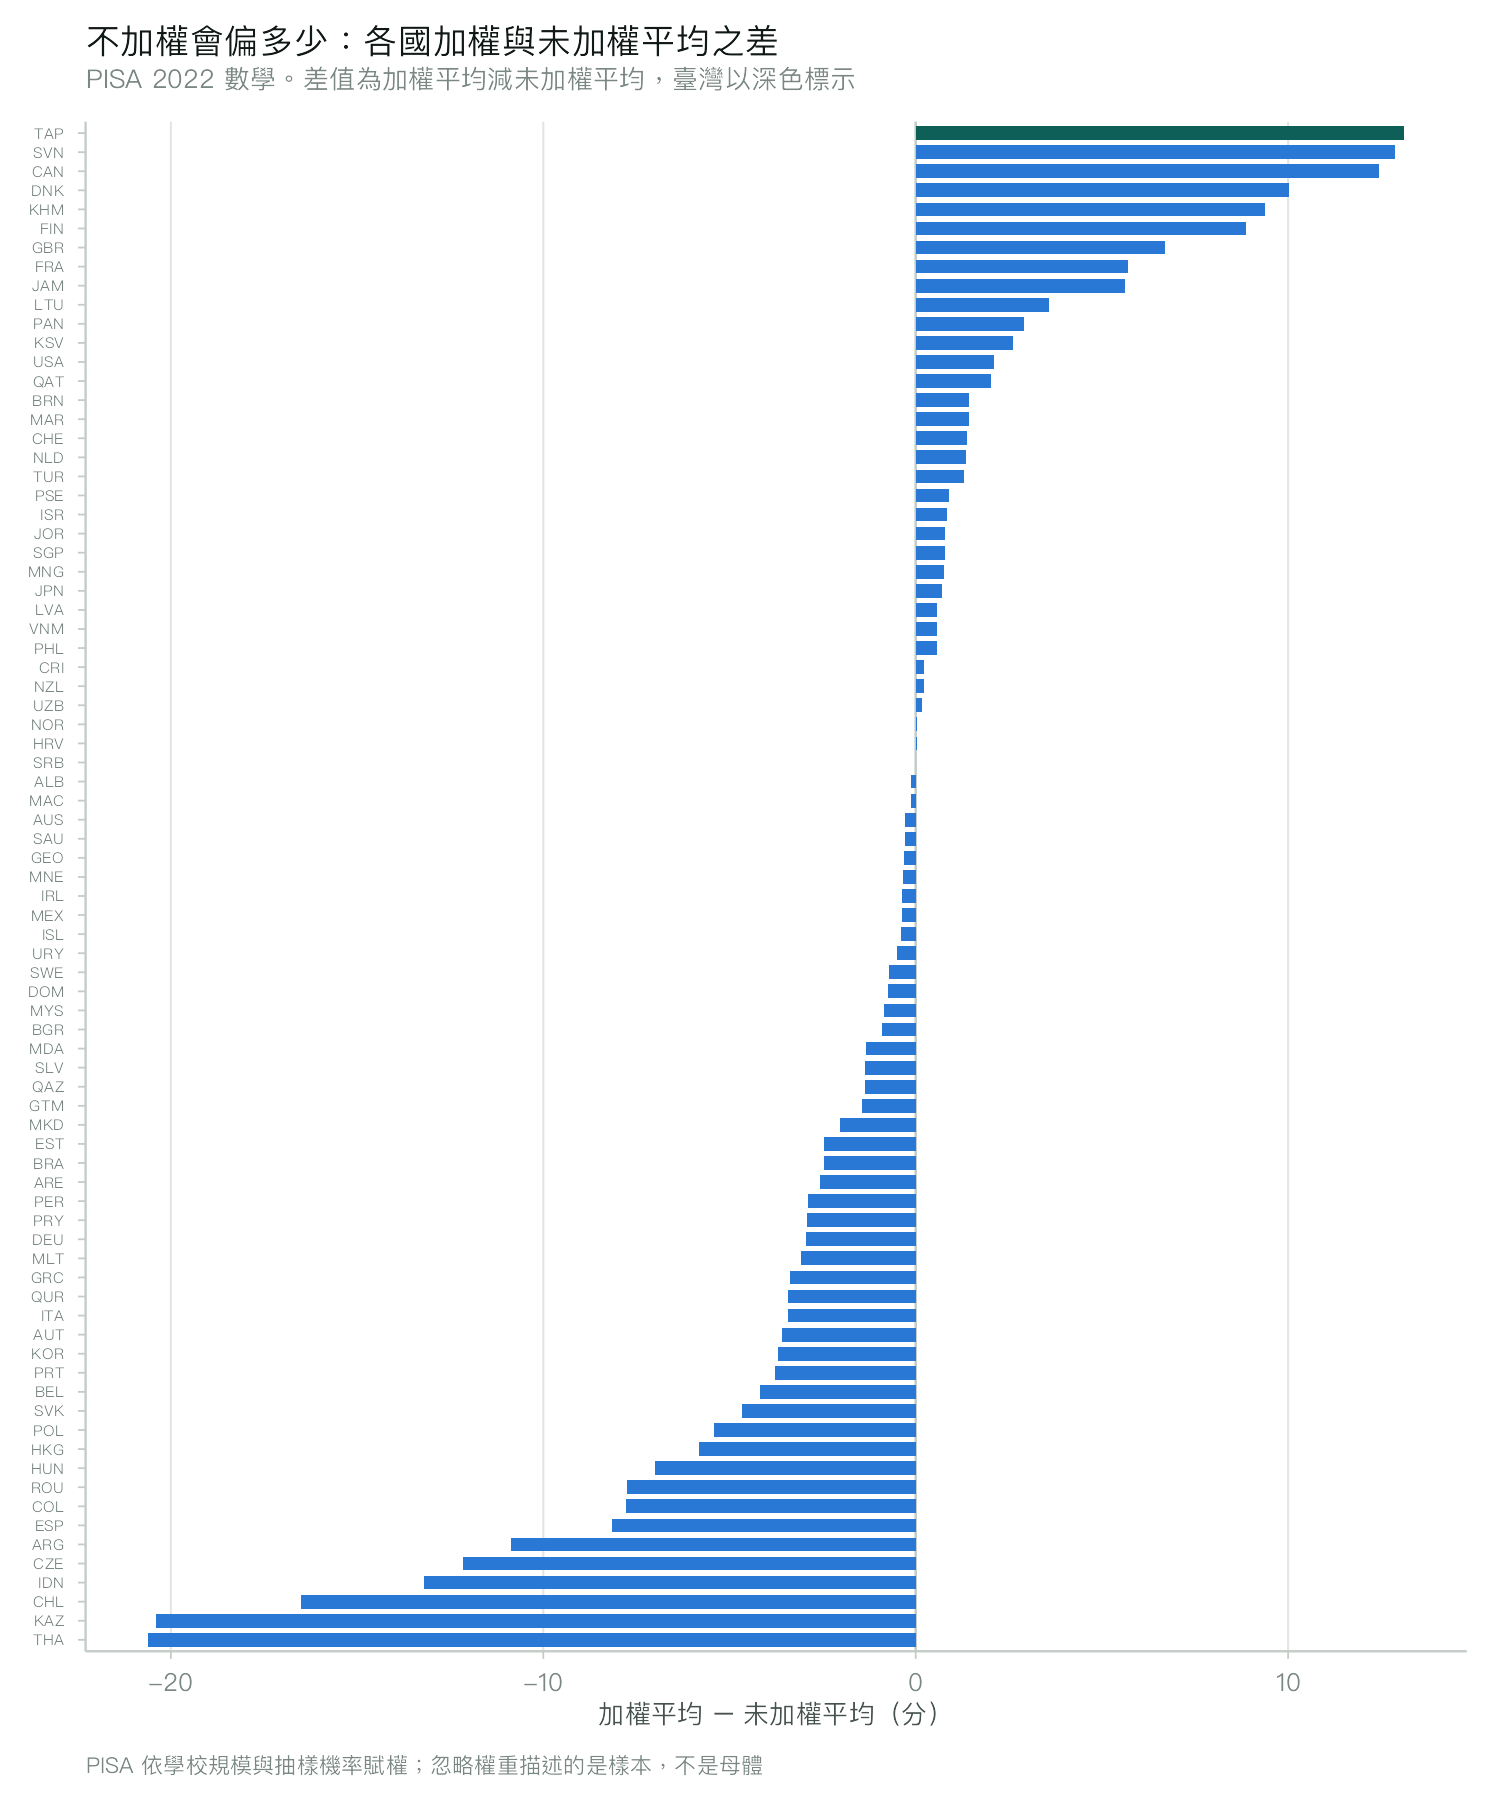 不加權會偏多少：各國加權與未加權平均之差
PISA 2022 數學。差值為加權平均減未加權平均，臺灣以深色標示
TAP
SVN
CAN
DNK
KHM
FIN
GBR
FRA
JAM
LTU
PAN
KSV
USA
QAT
BRN
MAR
CHE
NLD
TUR
PSE
ISR
JOR
SGP
MNG
JPN
LVA
VNM
PHL
CRI
NZL
UZB
NOR
HRV
SRB
ALB
MAC
AUS
SAU
GEO
MNE
IRL
MEX
ISL
URY
SWE
DOM
MYS
BGR
MDA
SLV
QAZ
GTM
MKD
EST
BRA
ARE
PER
PRY
DEU
MLT
GRC
QUR
ITA
AUT
KOR
PRT
BEL
SVK
POL
HKG
HUN
ROU
COL
ESP
ARG
CZE
IDN
CHL
KAZ
THA
−20 −10 0 10
加權平均 − 未加權平均（分）
PISA 依學校規模與抽樣機率賦權；忽略權重描述的是樣本，不是母體